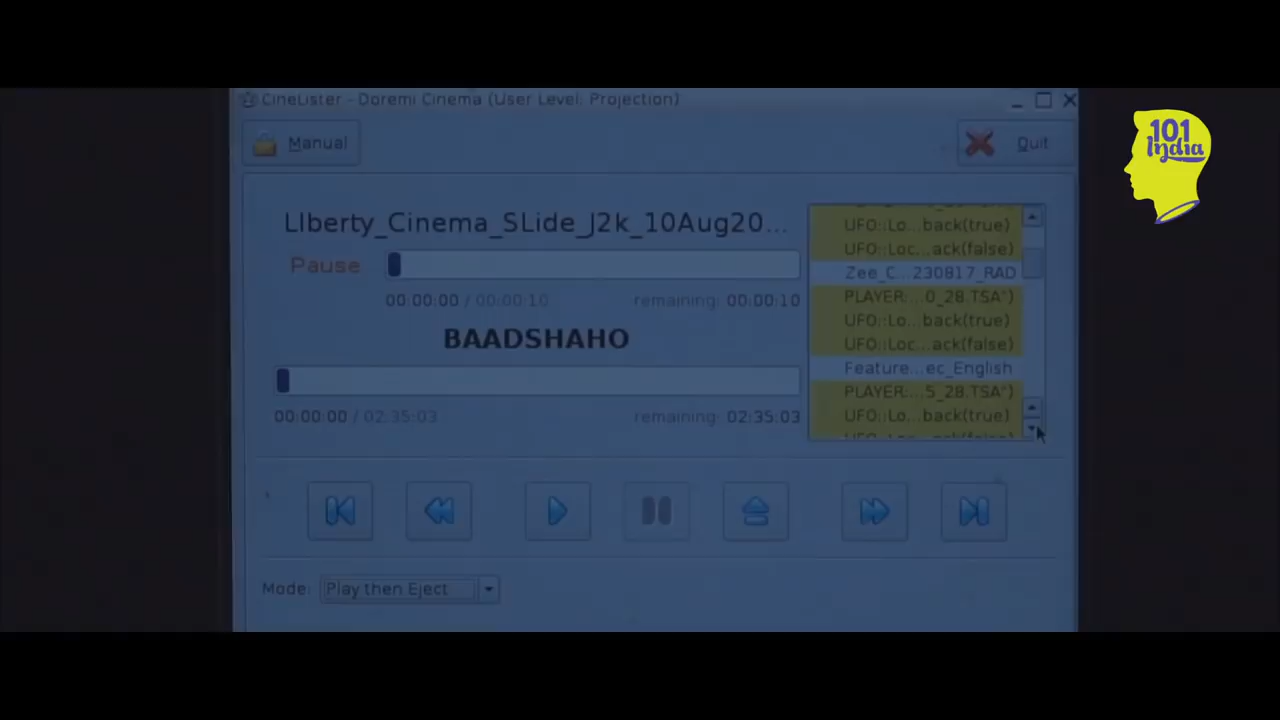 CineLister - Doremi Cinema (User Level: Projection)
101
India
Manual
Quit
LIberty_Cinema_SLide_J2k_10Aug20...
Pause
00:00:00 / 00:00:10
remaining: 00:00:10
BAADSHAHO
00:00:00 / 02:35:03
remaining: 02:35:03
UFO::Lo...back(true)
UFO::Loc...ack(false)
Zee_C...230817_RAD
PLAYER:...0_28.TSA")
UFO::Lo...back(true)
UFO::Loc...ack(false)
Feature...ec_English
PLAYER:...5_28.TSA")
UFO::Lo...back(true)
Mode: Play then Eject